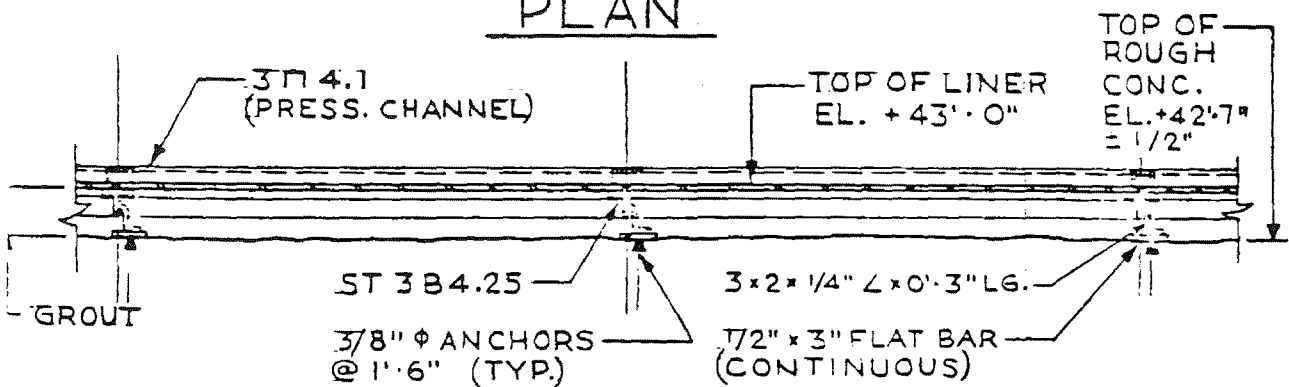 PLAN
3⊓4.1
(PRESS. CHANNEL)
TOP OF LINER
EL. +43'·0"
TOP OF
ROUGH
CONC.
EL.+42'·7"
± 1/2"
GROUT
ST 3 B4.25
3/8" φ ANCHORS
@ 1'·6" (TYP.)
3 x 2 x 1/4" ∠ x 0'·3" LG.
1/2" x 3" FLAT BAR
(CONTINUOUS)